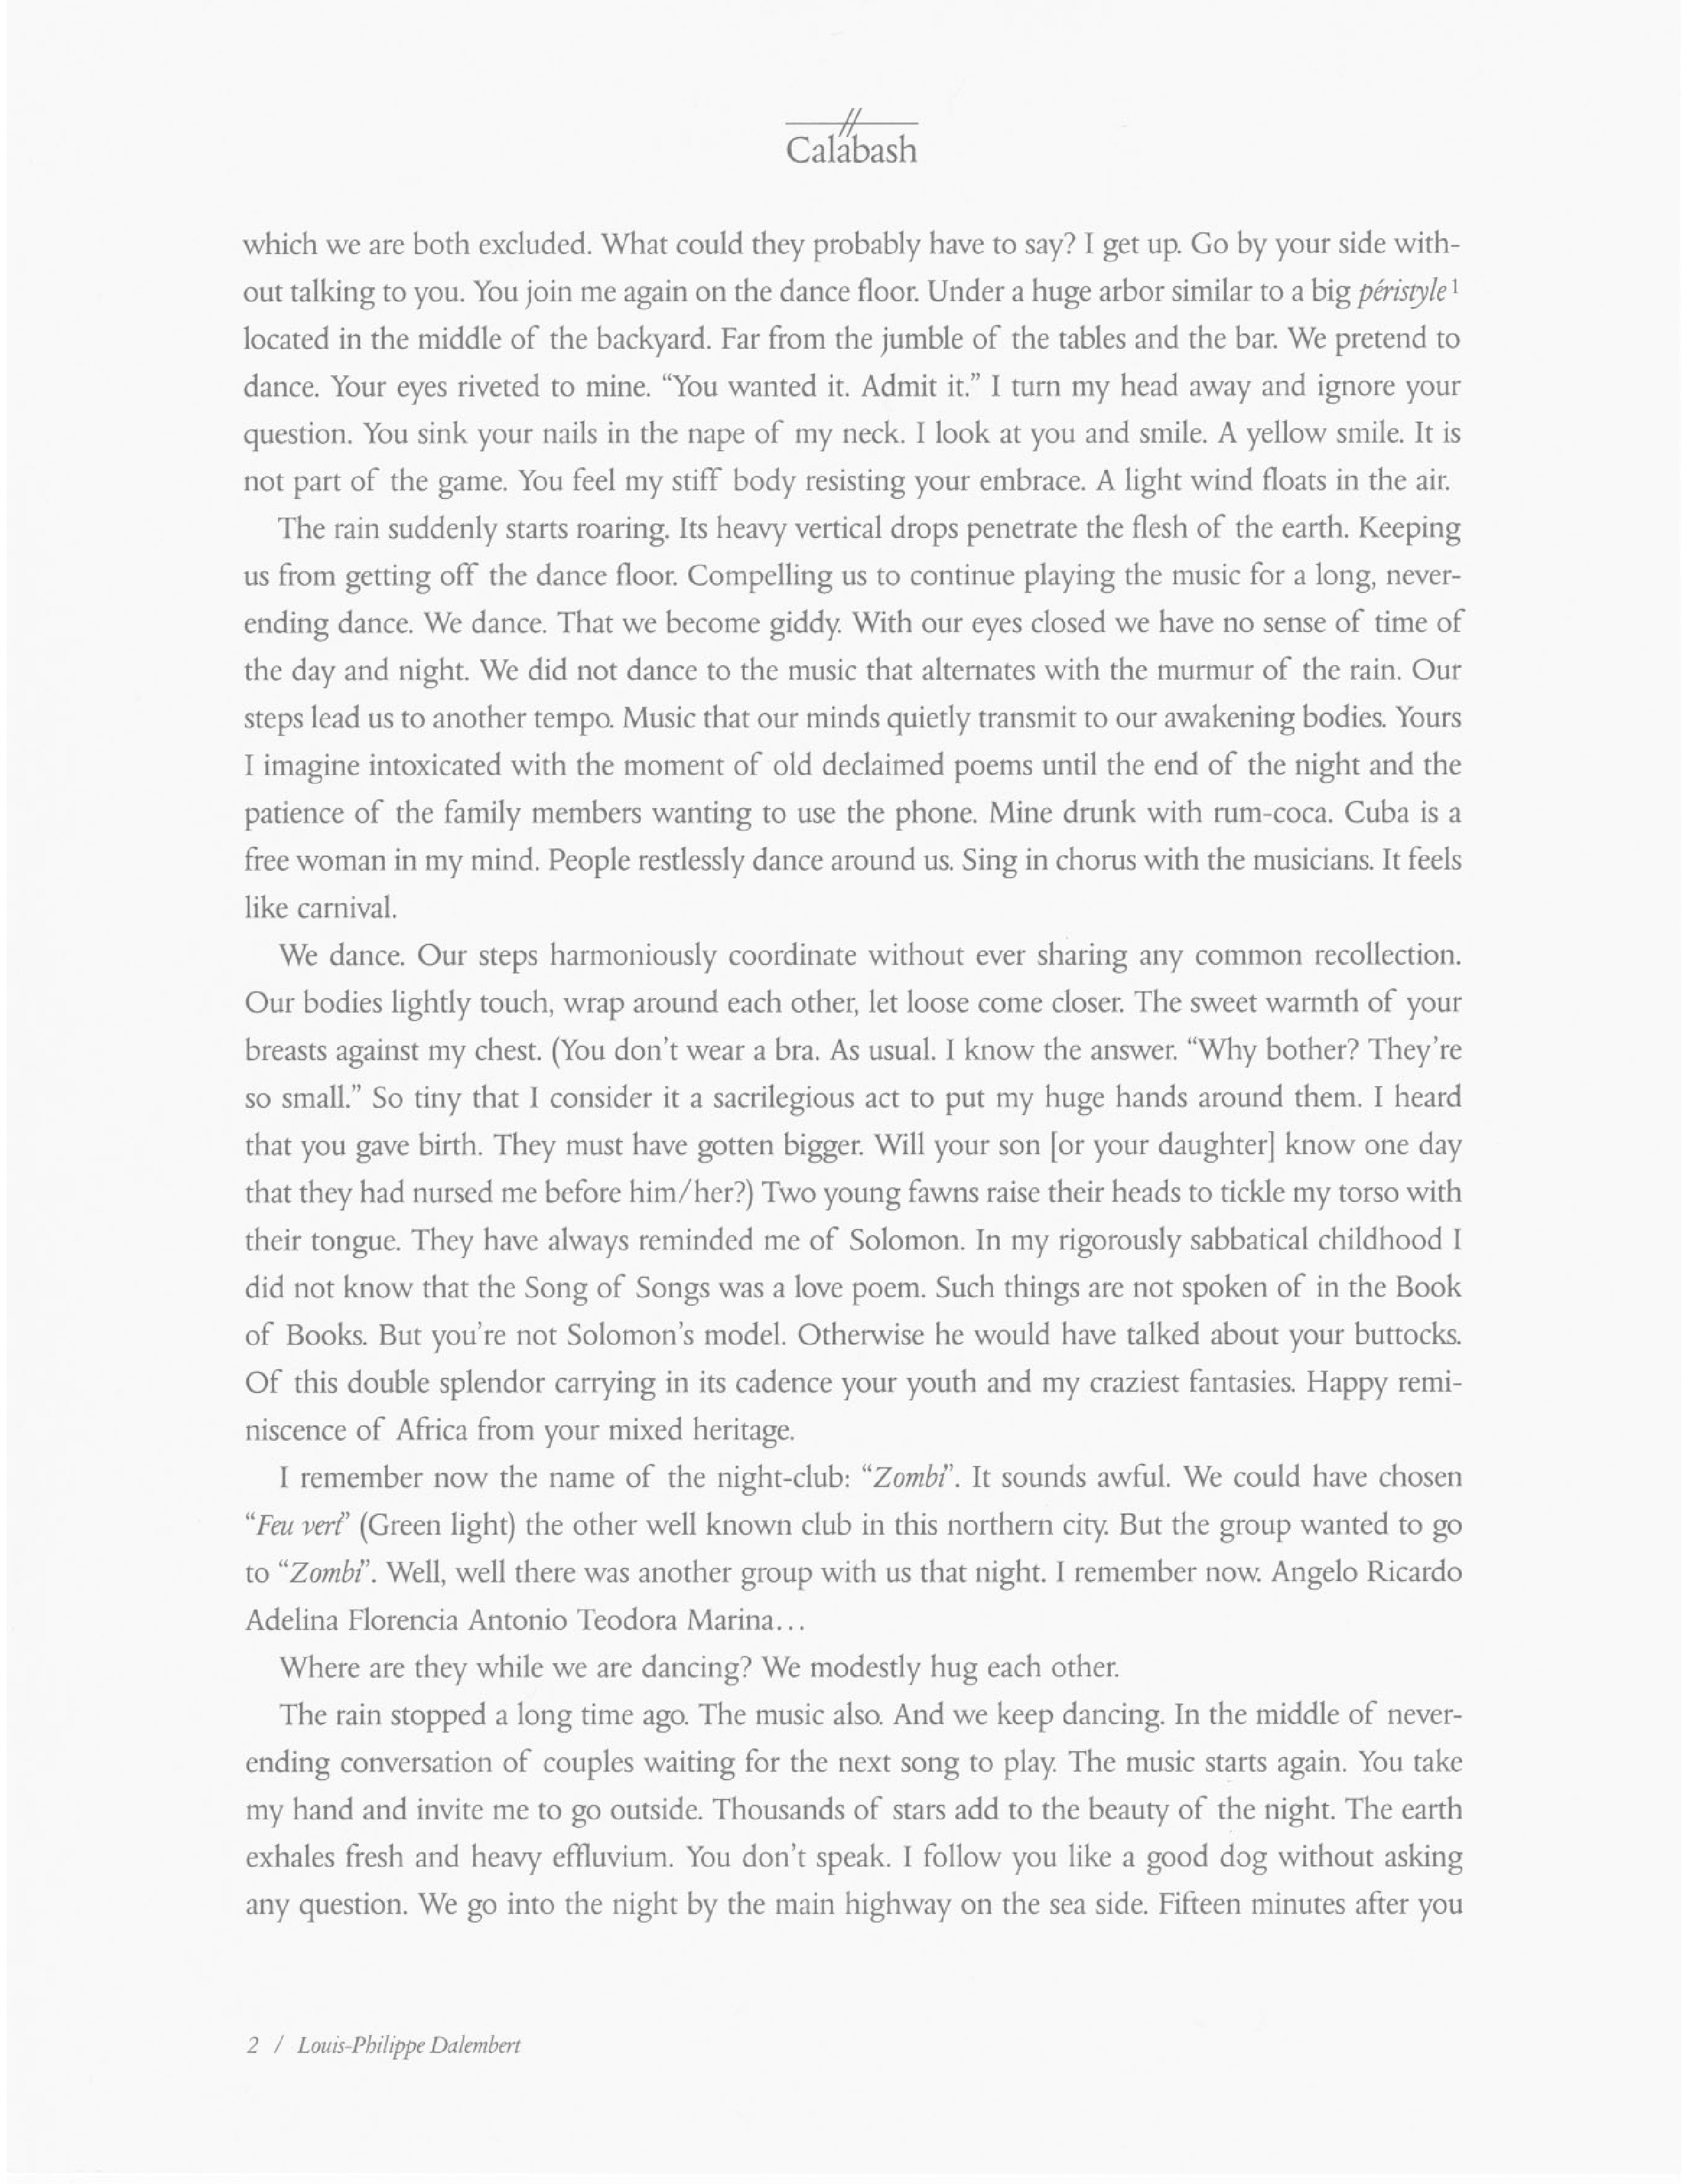 Calabash
which we are both excluded. What could they probably have to say? I get up. Go by your side with-
out talking to you. You join me again on the dance floor. Under a huge arbor similar to a big péristyle¹
located in the middle of the backyard. Far from the jumble of the tables and the bar. We pretend to
dance. Your eyes riveted to mine. “You wanted it. Admit it.” I turn my head away and ignore your
question. You sink your nails in the nape of my neck. I look at you and smile. A yellow smile. It is
not part of the game. You feel my stiff body resisting your embrace. A light wind floats in the air.
The rain suddenly starts roaring. Its heavy vertical drops penetrate the flesh of the earth. Keeping
us from getting off the dance floor. Compelling us to continue playing the music for a long, never-
ending dance. We dance. That we become giddy. With our eyes closed we have no sense of time of
the day and night. We did not dance to the music that alternates with the murmur of the rain. Our
steps lead us to another tempo. Music that our minds quietly transmit to our awakening bodies. Yours
I imagine intoxicated with the moment of old declaimed poems until the end of the night and the
patience of the family members wanting to use the phone. Mine drunk with rum-coca. Cuba is a
free woman in my mind. People restlessly dance around us. Sing in chorus with the musicians. It feels
like carnival.
We dance. Our steps harmoniously coordinate without ever sharing any common recollection.
Our bodies lightly touch, wrap around each other, let loose come closer. The sweet warmth of your
breasts against my chest. (You don’t wear a bra. As usual. I know the answer. “Why bother? They’re
so small.” So tiny that I consider it a sacrilegious act to put my huge hands around them. I heard
that you gave birth. They must have gotten bigger. Will your son [or your daughter] know one day
that they had nursed me before him/her?) Two young fawns raise their heads to tickle my torso with
their tongue. They have always reminded me of Solomon. In my rigorously sabbatical childhood I
did not know that the Song of Songs was a love poem. Such things are not spoken of in the Book
of Books. But you’re not Solomon’s model. Otherwise he would have talked about your buttocks.
Of this double splendor carrying in its cadence your youth and my craziest fantasies. Happy remi-
niscence of Africa from your mixed heritage.
I remember now the name of the night-club: “Zombi”. It sounds awful. We could have chosen
“Feu vert” (Green light) the other well known club in this northern city. But the group wanted to go
to “Zombi”. Well, well there was another group with us that night. I remember now. Angelo Ricardo
Adelina Florencia Antonio Teodora Marina…
Where are they while we are dancing? We modestly hug each other.
The rain stopped a long time ago. The music also. And we keep dancing. In the middle of never-
ending conversation of couples waiting for the next song to play. The music starts again. You take
my hand and invite me to go outside. Thousands of stars add to the beauty of the night. The earth
exhales fresh and heavy effluvium. You don’t speak. I follow you like a good dog without asking
any question. We go into the night by the main highway on the sea side. Fifteen minutes after you
2 / Louis-Philippe Dalembert